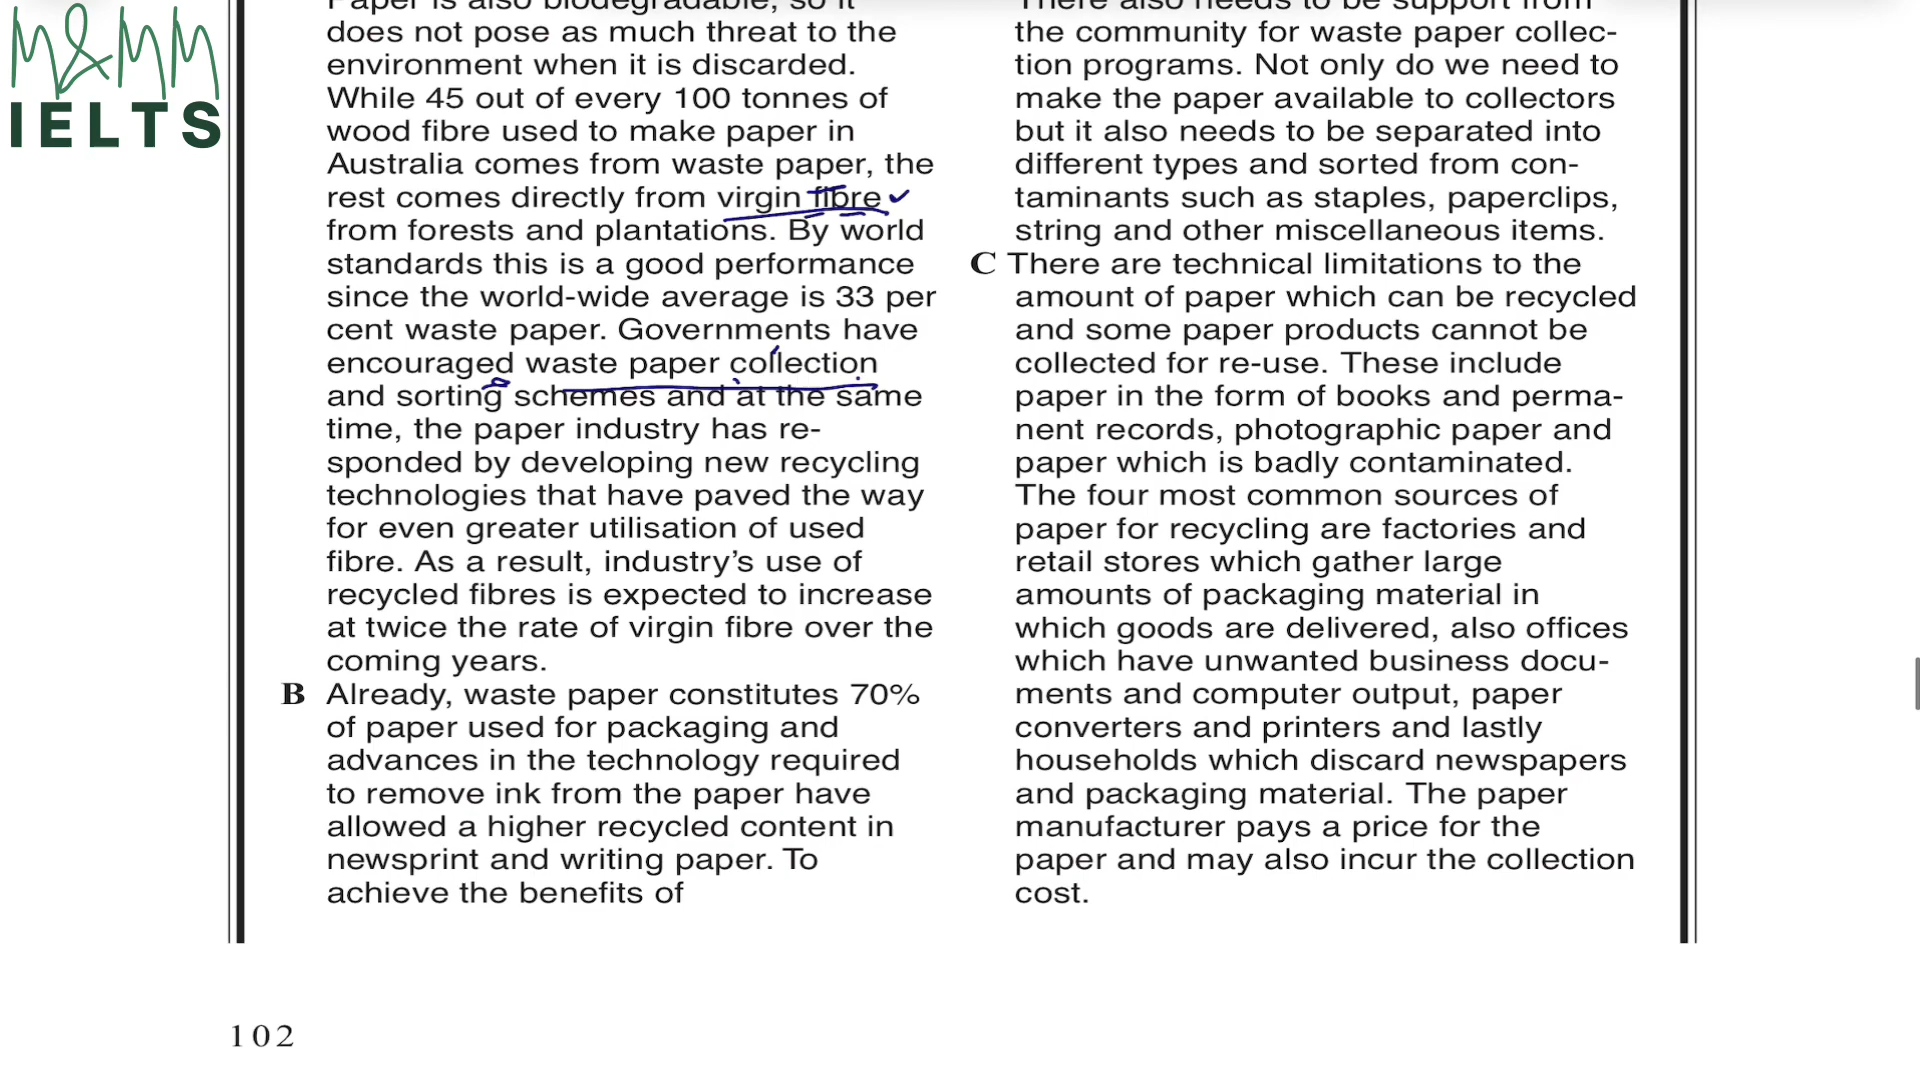 M&MM
IELTS
Paper is also biodegradable, so it
does not pose as much threat to the
environment when it is discarded.
While 45 out of every 100 tonnes of
wood fibre used to make paper in
Australia comes from waste paper, the
rest comes directly from virgin fibre
from forests and plantations. By world
standards this is a good performance
since the world-wide average is 33 per
cent waste paper. Governments have
encouraged waste paper collection
and sorting schemes and at the same
time, the paper industry has re-
sponded by developing new recycling
technologies that have paved the way
for even greater utilisation of used
fibre. As a result, industry’s use of
recycled fibres is expected to increase
at twice the rate of virgin fibre over the
coming years.
B Already, waste paper constitutes 70%
of paper used for packaging and
advances in the technology required
to remove ink from the paper have
allowed a higher recycled content in
newsprint and writing paper. To
achieve the benefits of
There also needs to be support from
the community for waste paper collec-
tion programs. Not only do we need to
make the paper available to collectors
but it also needs to be separated into
different types and sorted from con-
taminants such as staples, paperclips,
string and other miscellaneous items.
C There are technical limitations to the
amount of paper which can be recycled
and some paper products cannot be
collected for re-use. These include
paper in the form of books and perma-
nent records, photographic paper and
paper which is badly contaminated.
The four most common sources of
paper for recycling are factories and
retail stores which gather large
amounts of packaging material in
which goods are delivered, also offices
which have unwanted business docu-
ments and computer output, paper
converters and printers and lastly
households which discard newspapers
and packaging material. The paper
manufacturer pays a price for the
paper and may also incur the collection
cost.
102